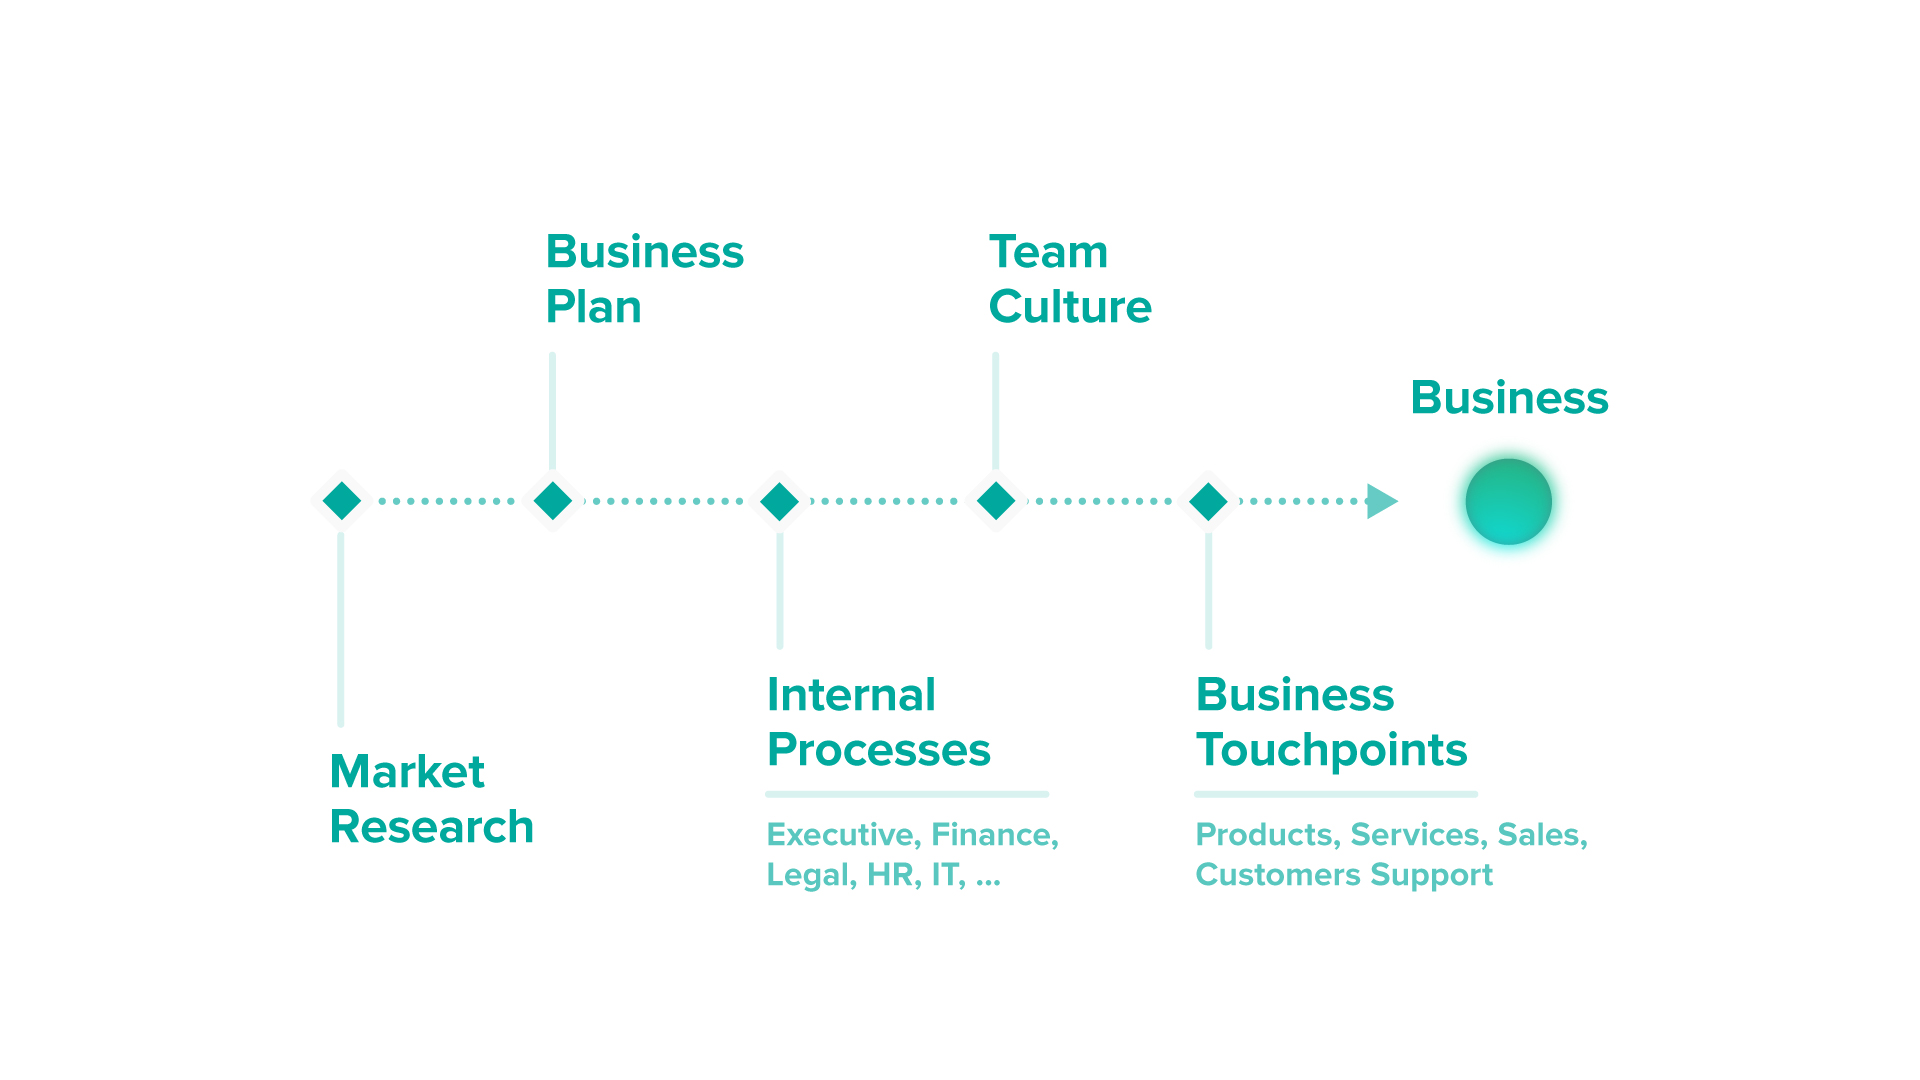 Business
Plan
Team
Culture
Business
Market
Research
Internal
Processes
Executive, Finance,
Legal, HR, IT, ...
Business
Touchpoints
Products, Services, Sales,
Customers Support